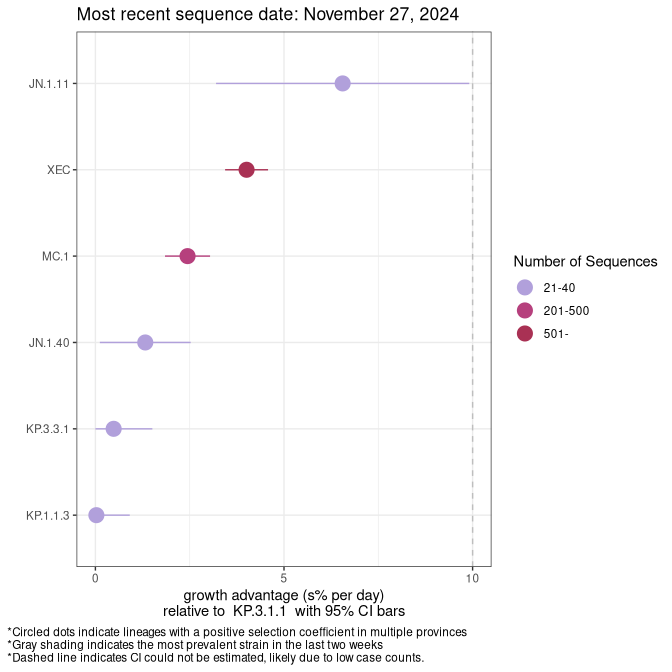 Most recent sequence date: November 27, 2024
JN.1.11
XEC
MC.1
JN.1.40
KP.3.3.1
KP.1.1.3
0 5 10
growth advantage (s% per day)
relative to KP.3.1.1 with 95% CI bars
Number of Sequences
21-40
201-500
501-
*Circled dots indicate lineages with a positive selection coefficient in multiple provinces
*Gray shading indicates the most prevalent strain in the last two weeks
*Dashed line indicates CI could not be estimated, likely due to low case counts.